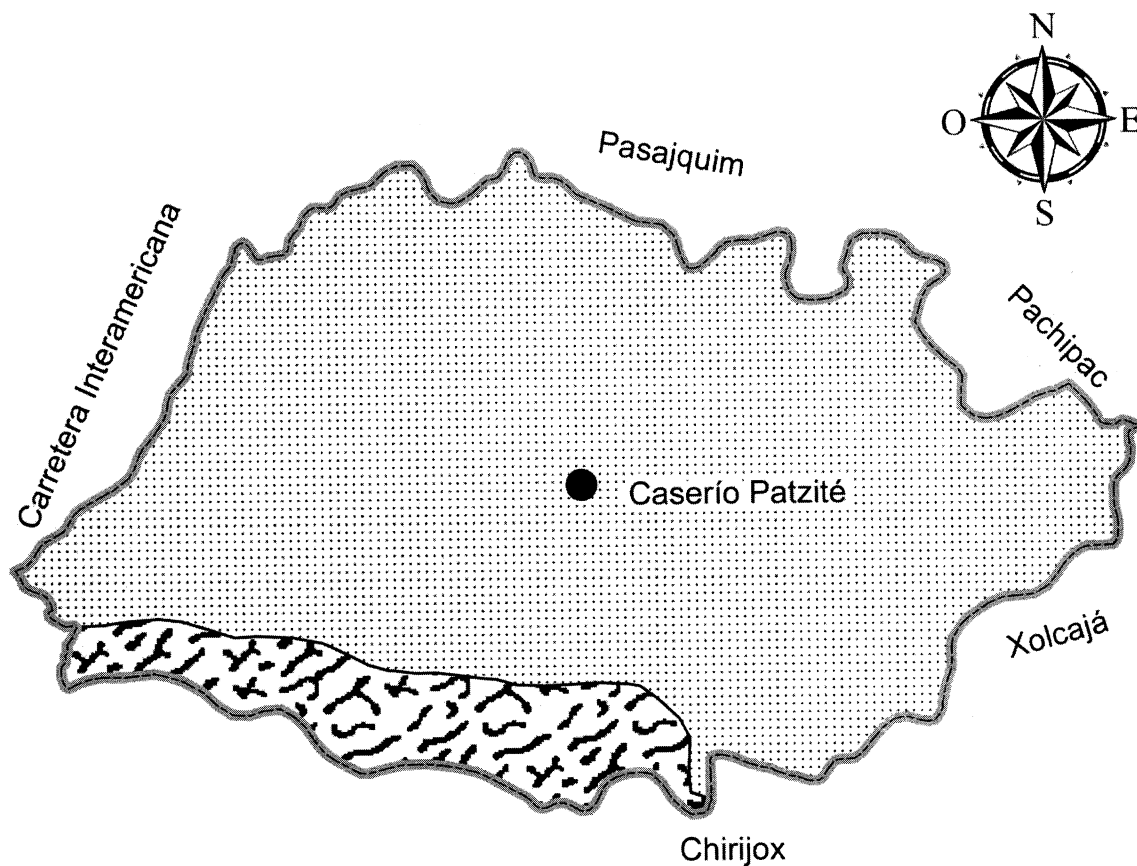 N
O
E
S
Pasajquim
Carretera Interamericana
Pachipac
Caserío Patzité
Xolcajá
Chirijox